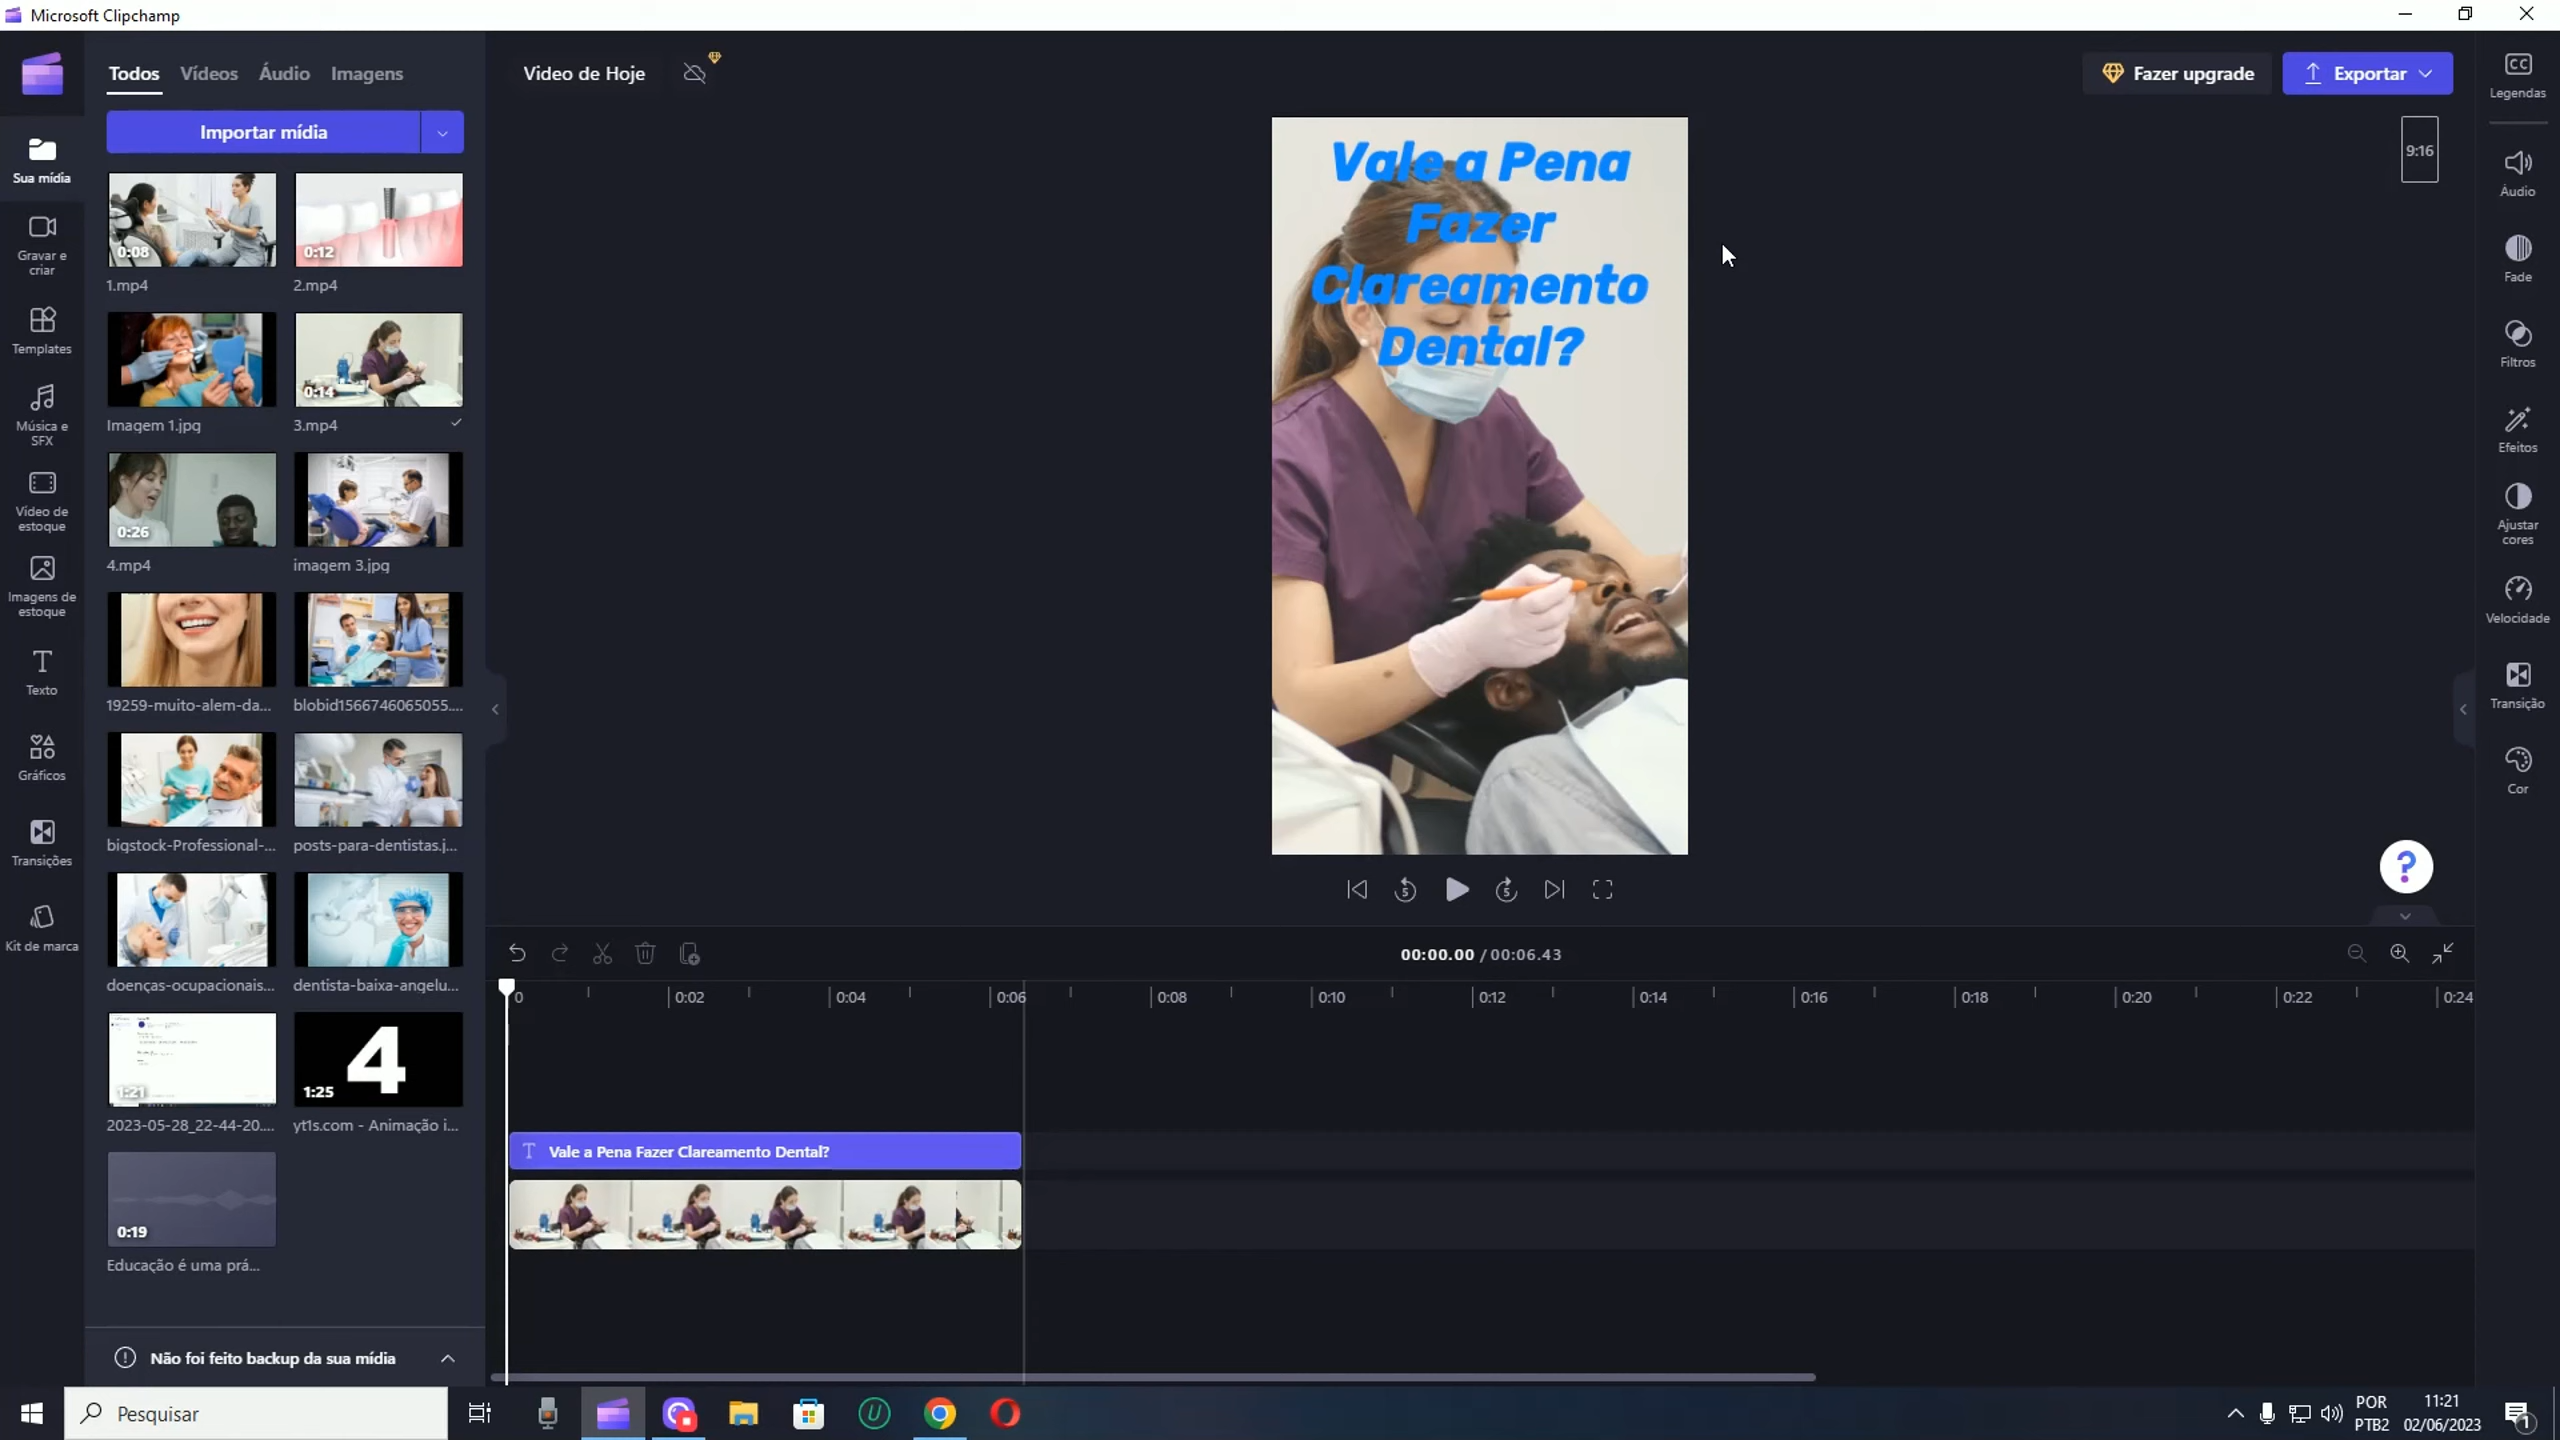 Microsoft Clipchamp
Todos Vídeos Áudio Imagens
Importar mídia
Sua mídia
Gravar e
criar
Templates
Música e
SFX
Vídeo de
estoque
Imagens de
estoque
Texto
Gráficos
Transições
Kit de marca
0:08
1.mp4
0:12
2.mp4
Imagem 1.jpg
0:14
3.mp4
0:26
4.mp4
imagem 3.jpg
19259-muito-alem-da...
blobid1566746065055....
bigstock-Professional-...
posts-para-dentistas.j...
doenças-ocupacionais...
dentista-baixa-angelu...
1:21
2023-05-28_22-44-20....
4
1:25
yt1s.com - Animação i...
0:19
Educação é uma prá...
Não foi feito backup da sua mídia
Video de Hoje
Fazer upgrade
Exportar
9:16
Vale a Pena
Fazer
Clareamento
Dental?
5
5
?
CC
Legendas
Áudio
Fade
Filtros
Efeitos
Ajustar
cores
Velocidade
Transição
Cor
00:00.00 / 00:06.43
0 0:02 0:04 0:06 0:08 0:10 0:12 0:14 0:16 0:18 0:20 0:22 0:24
T Vale a Pena Fazer Clareamento Dental?
Pesquisar
POR
PTB2
11:21
02/06/2023
1